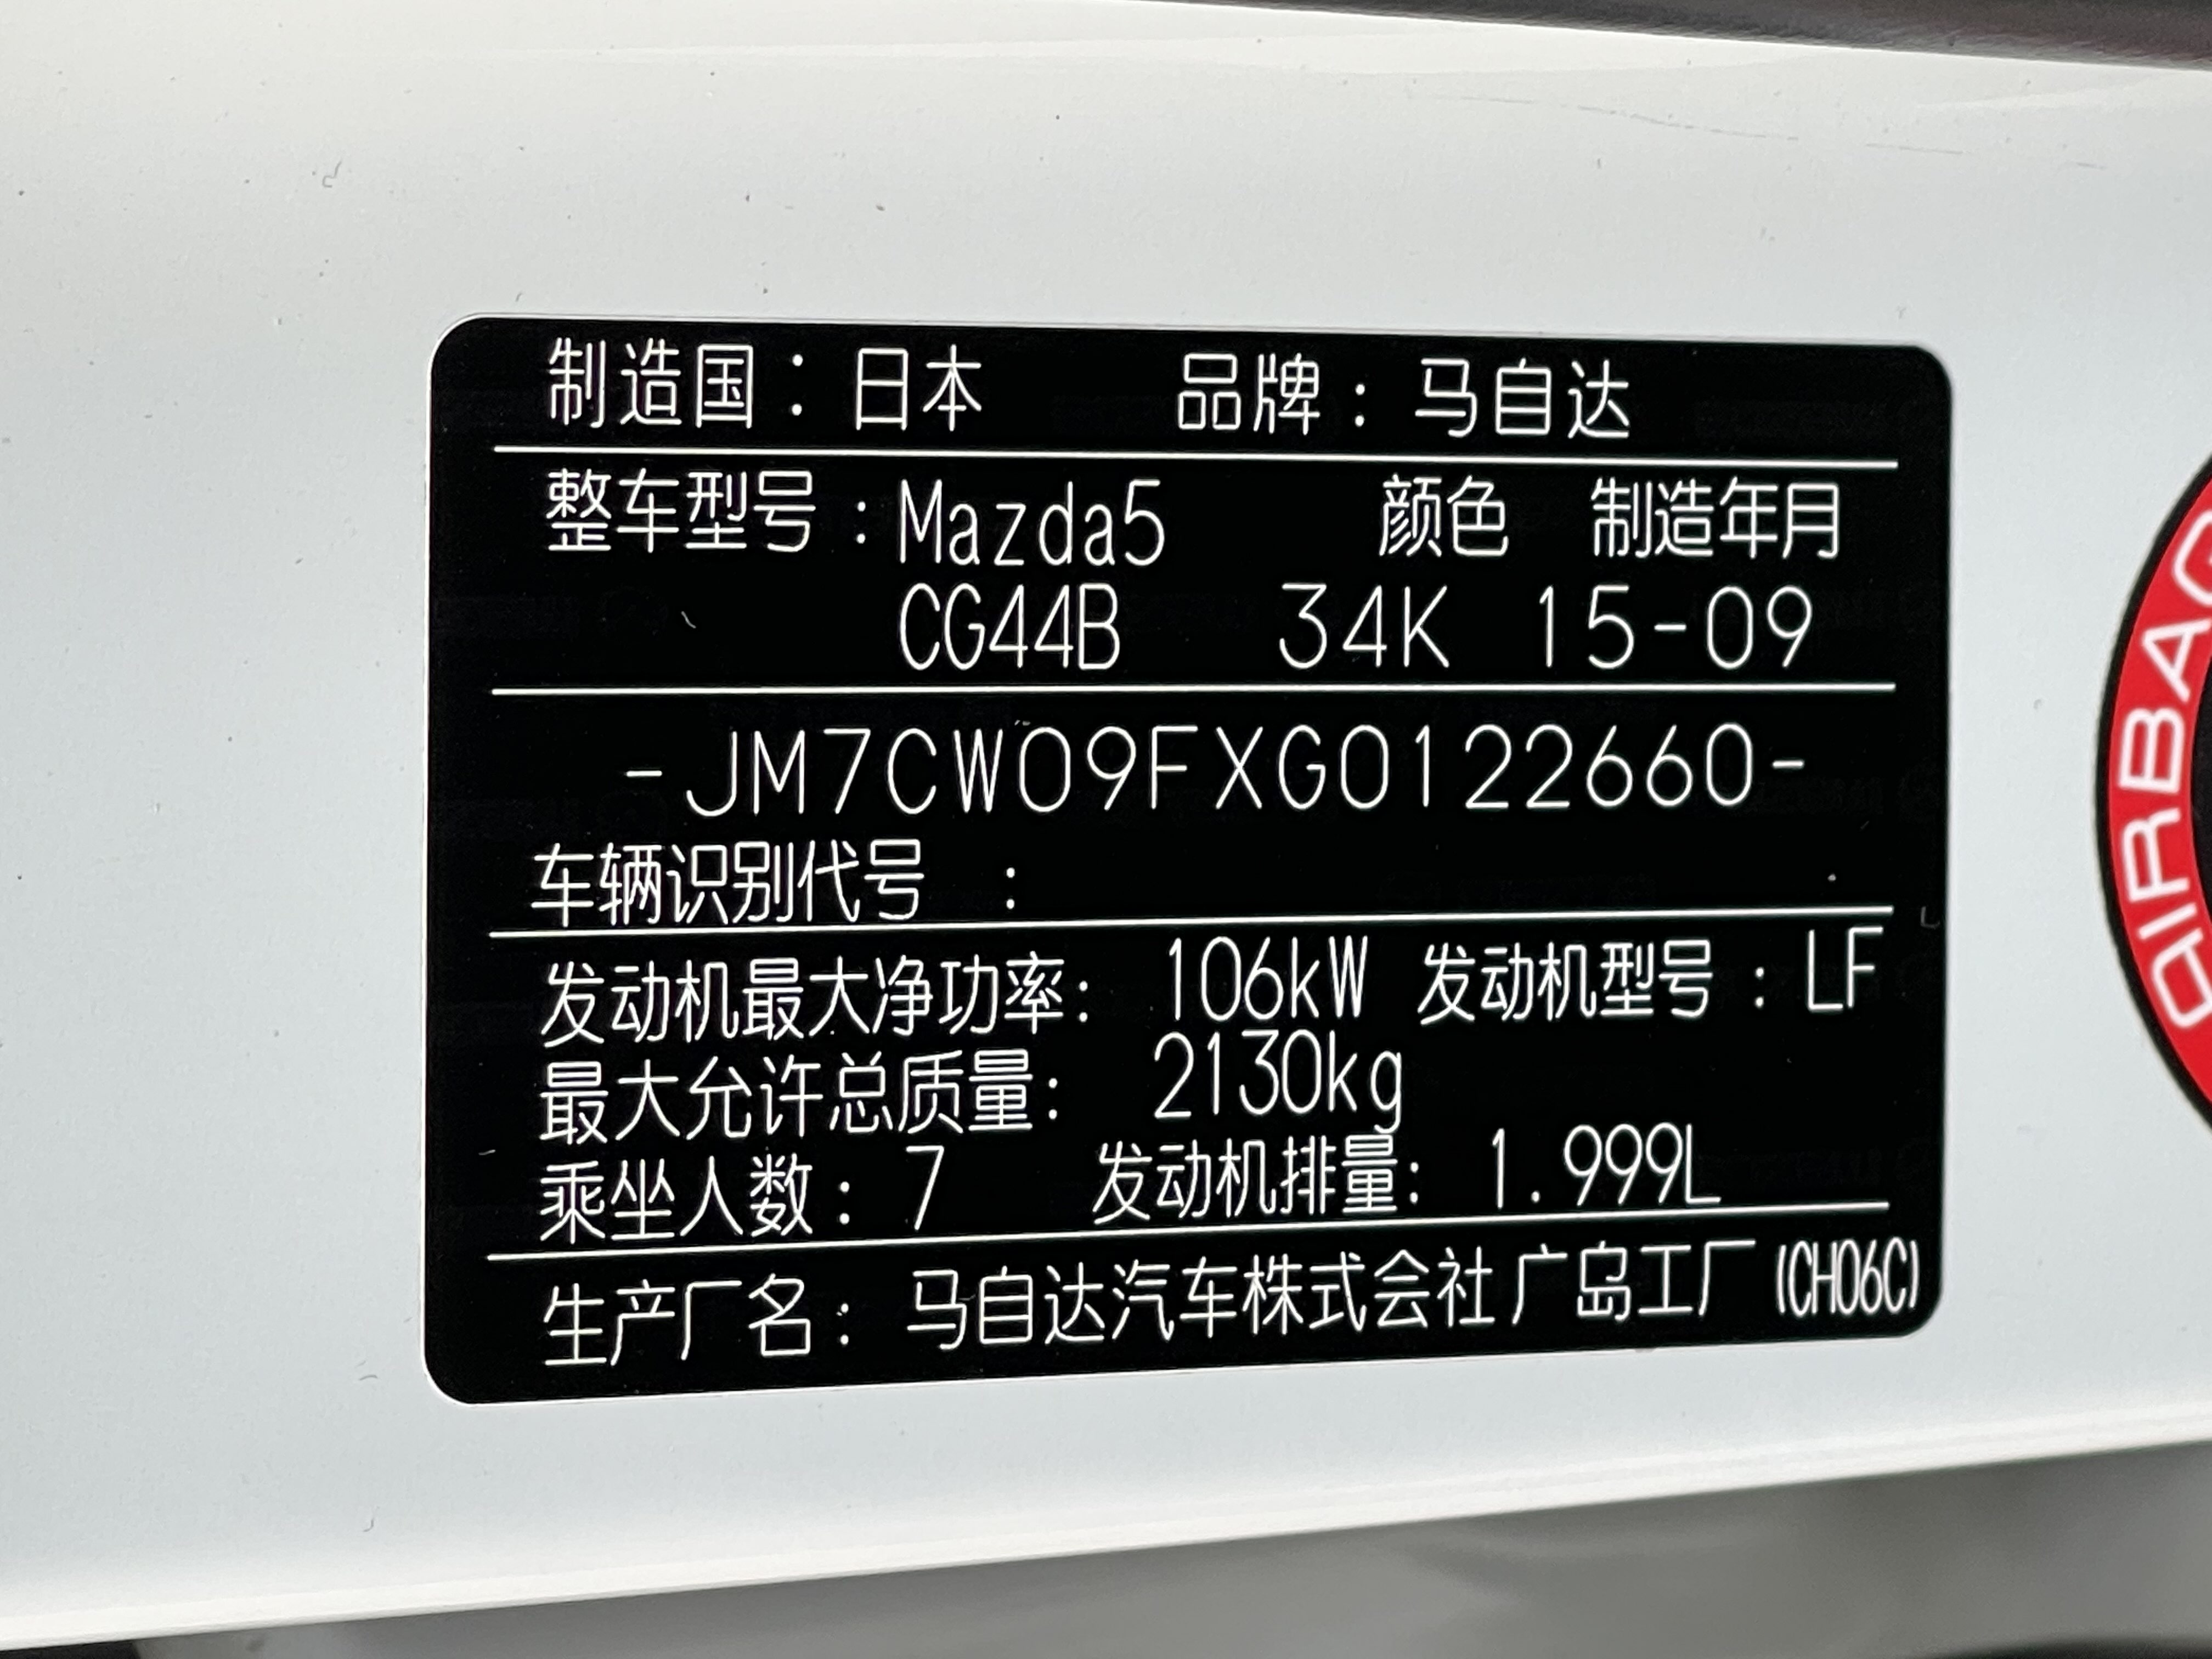 制造国：日本 品牌：马自达
整车型号：Mazda5 颜色 制造年月
CG44B 34K 15-09
-JM7CW09FXG0122660-
车辆识别代号 ：
发动机最大净功率： 106kW 发动机型号：LF
最大允许总质量： 2130kg
乘坐人数：7 发动机排量： 1.999L
生产厂名：马自达汽车株式会社 广岛工厂(CH06C)
AIRBAG